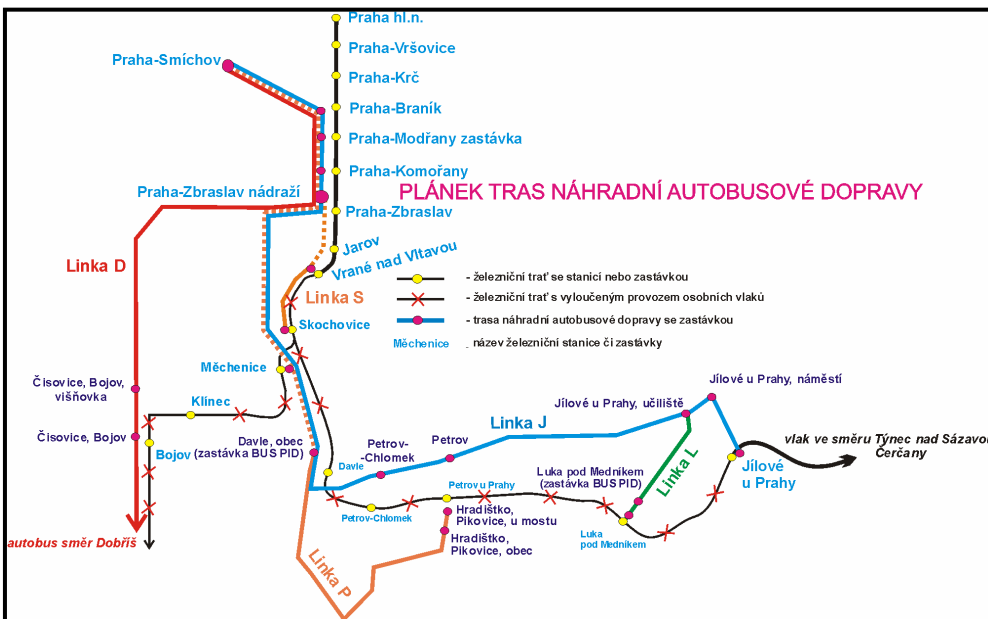 Praha hl.n.
Praha-Vršovice
Praha-Smíchov
Praha-Krč
Praha-Braník
Praha-Modřany zastávka
Praha-Komořany
Praha-Zbraslav nádraží
PLÁNEK TRAS NÁHRADNÍ AUTOBUSOVÉ DOPRAVY
Praha-Zbraslav
Jarov
Vrané nad Vltavou
Linka D
Linka S
- železniční trať se stanicí nebo zastávkou
- železniční trať s vyloučeným provozem osobních vlaků
- trasa náhradní autobusové dopravy se zastávkou
Měchenice - název železniční stanice či zastávky
Skochovice
Měchenice
Čisovice, Bojov,
višňovka
Klínec
Čisovice, Bojov
Bojov
Davle, obec
(zastávka BUS PID)
Davle
Petrov-
-Chlomek
Petrov
Linka J
Jílové u Prahy, učiliště
Jílové u Prahy, náměstí
Linka L
Luka pod Medníkem
(zastávka BUS PID)
vlak ve směru Týnec nad Sázavou
Čerčany
Jílové
u Prahy
Petrov u Prahy
Petrov-Chlomek
Hradištko,
Pikovice, u mostu
Hradištko,
Pikovice, obec
Luka
pod Medníkem
autobus směr Dobříš
Linka P